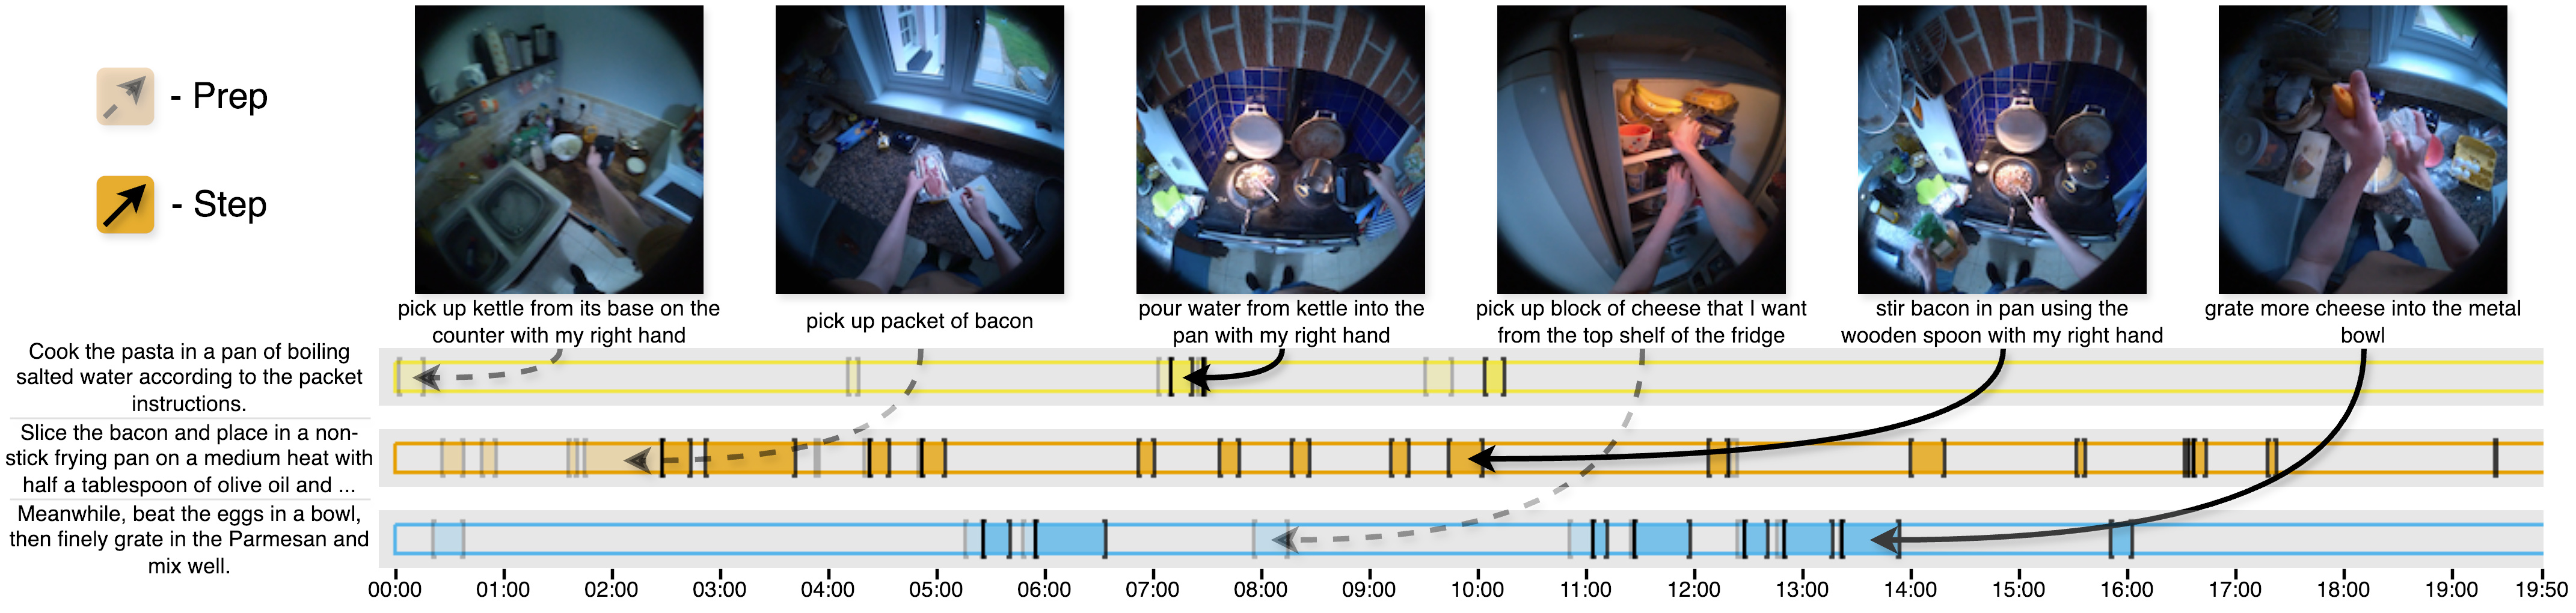 - Prep
- Step
pick up kettle from its base on the
counter with my right hand
pick up packet of bacon
pour water from kettle into the
pan with my right hand
pick up block of cheese that I want
from the top shelf of the fridge
stir bacon in pan using the
wooden spoon with my right hand
grate more cheese into the metal
bowl
Cook the pasta in a pan of boiling
salted water according to the packet
instructions.
Slice the bacon and place in a non-
stick frying pan on a medium heat with
half a tablespoon of olive oil and ...
Meanwhile, beat the eggs in a bowl,
then finely grate in the Parmesan and
mix well.
00:00 01:00 02:00 03:00 04:00 05:00 06:00 07:00 08:00 09:00 10:00 11:00 12:00 13:00 14:00 15:00 16:00 17:00 18:00 19:00 19:50